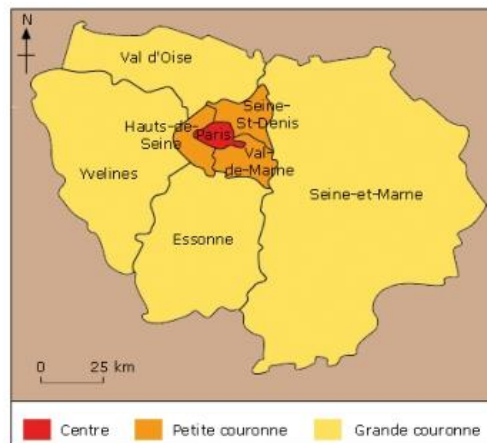 N
Val d'Oise
Seine-
St-Denis
Hauts-de-
Seine
Paris
Val-
de-Marne
Yvelines
Seine-et-Marne
Essonne
0 25 km
Centre Petite couronne Grande couronne